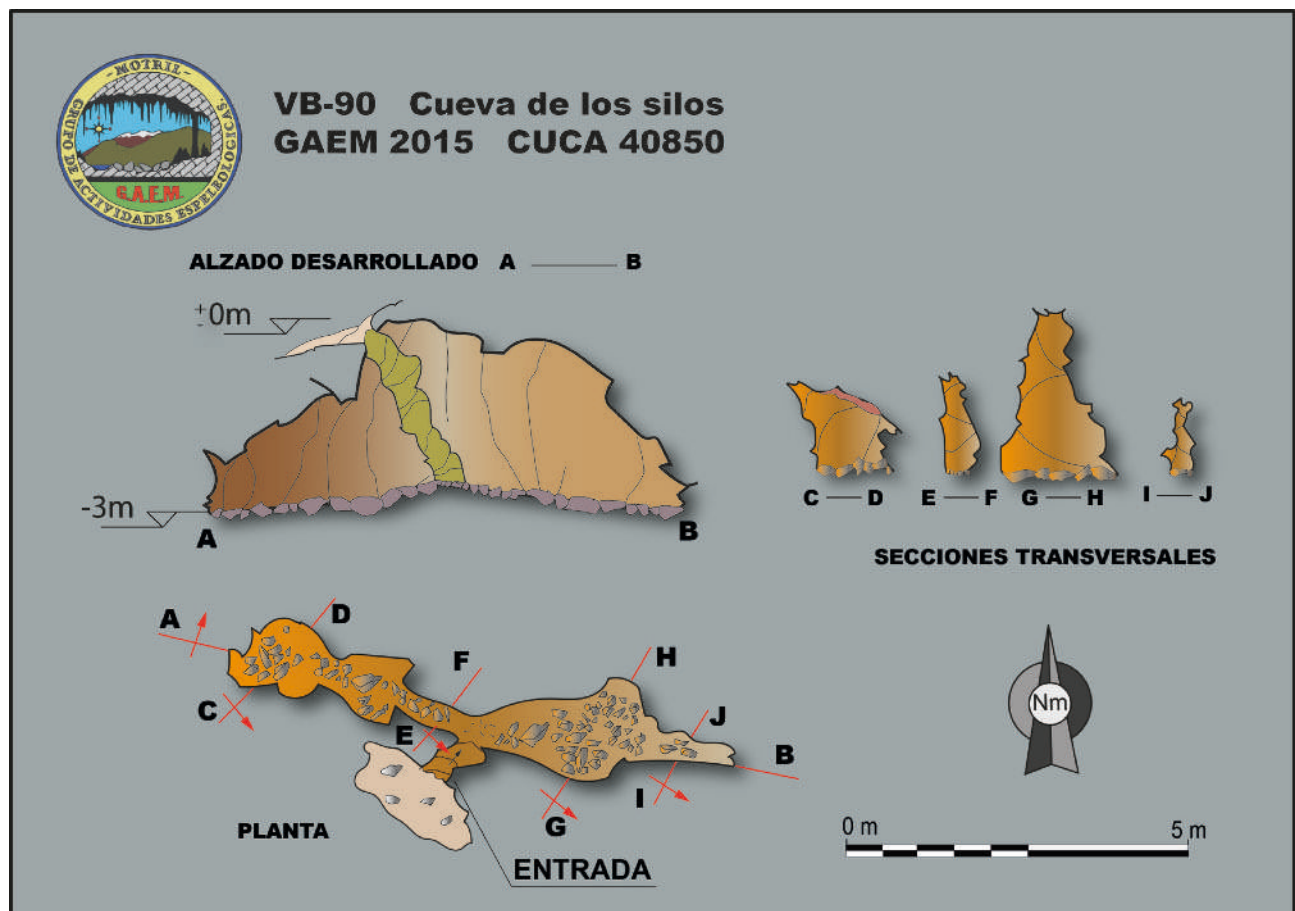 -MOTRIL-
GRUPO DE ACTIVIDADES ESPELEOLOGICAS.
G.A.E.M.
VB-90 Cueva de los silos
GAEM 2015 CUCA 40850
ALZADO DESARROLLADO A B
+-0m
-3m
A
B
C D
E F
G H
I J
SECCIONES TRANSVERSALES
A
D
F
H
C
E
J
B
I
G
PLANTA
ENTRADA
Nm
0 m
5 m